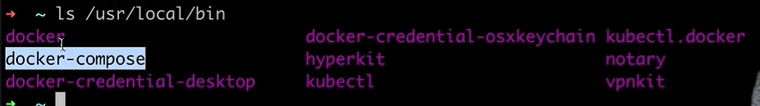 ➜ ~ ls /usr/local/bin
docker docker-credential-osxkeychain kubectl.docker
docker-compose hyperkit notary
docker-credential-desktop kubectl vpnkit
➜ ~